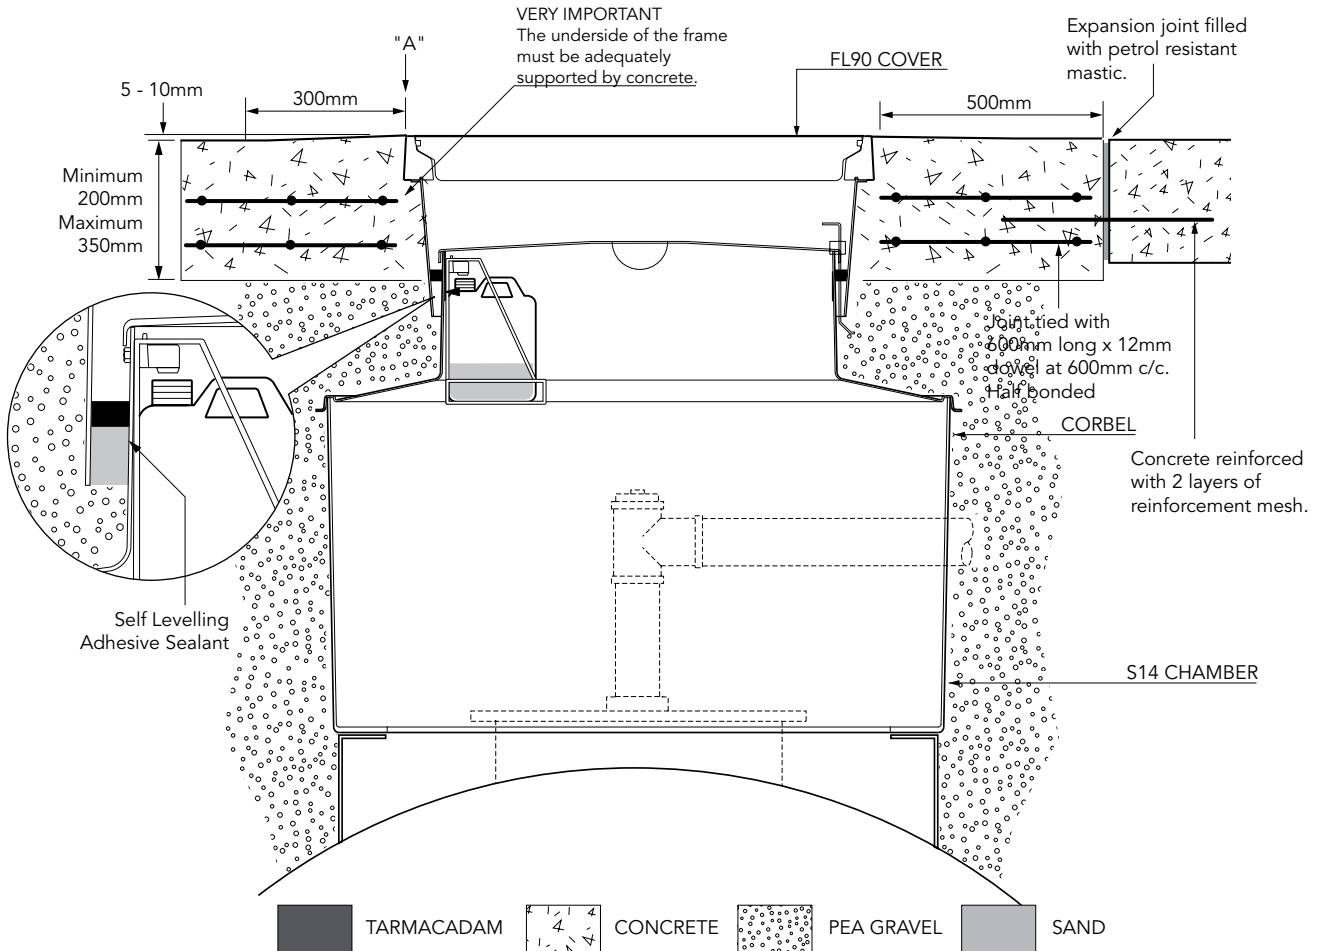 VERY IMPORTANT
The underside of the frame
must be adequately
supported by concrete.
"A"
Expansion joint filled
with petrol resistant
mastic.
FL90 COVER
5 - 10mm
300mm
500mm
Minimum
200mm
Maximum
350mm
Joint tied with
600mm long x 12mm
dowel at 600mm c/c.
Half bonded
CORBEL
Concrete reinforced
with 2 layers of
reinforcement mesh.
Self Levelling
Adhesive Sealant
S14 CHAMBER
TARMACADAM
CONCRETE
PEA GRAVEL
SAND